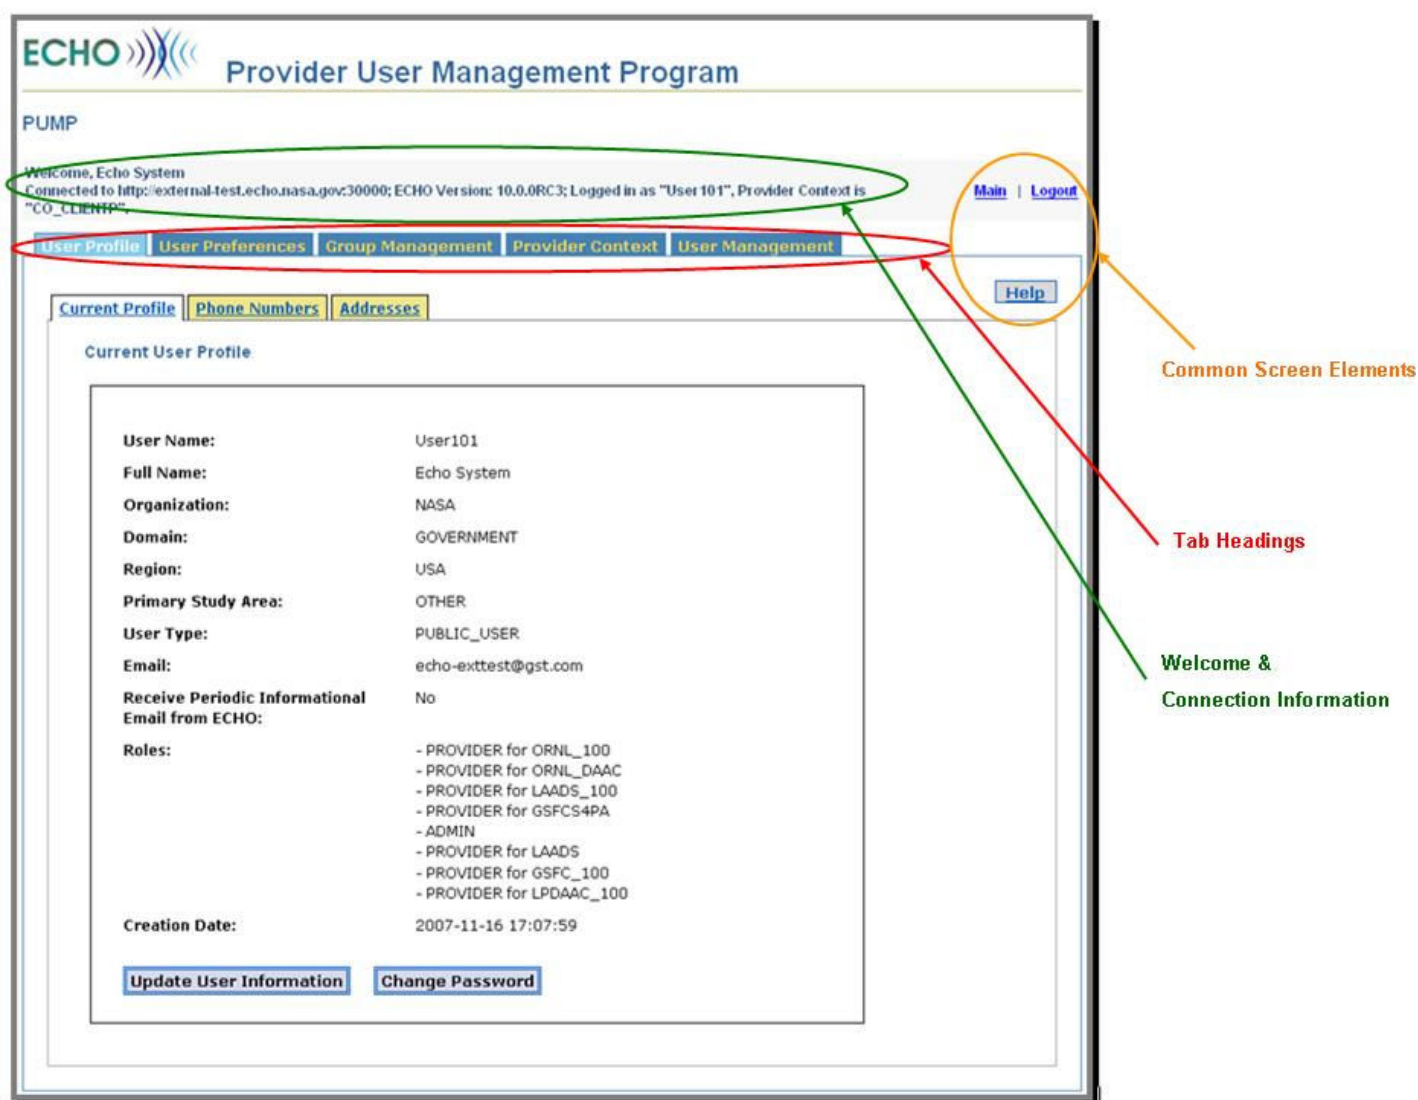 ECHO
Provider User Management Program
PUMP
Welcome, Echo System
Connected to http://external-test.echo.nasa.gov:30000; ECHO Version: 10.0.0RC3; Logged in as "User101", Provider Context is
"CO_CLIENTP".
Main | Logout
User Profile User Preferences Group Management Provider Context User Management
Help
Current Profile Phone Numbers Addresses
Current User Profile
Common Screen Elements
User Name: User101
Full Name: Echo System
Organization: NASA
Domain: GOVERNMENT
Tab Headings
Region: USA
Primary Study Area: OTHER
User Type: PUBLIC_USER
Email: echo-exttest@gst.com
Welcome &
Connection Information
Receive Periodic Informational No
Email from ECHO:
Roles: - PROVIDER for ORNL_100
- PROVIDER for ORNL_DAAC
- PROVIDER for LAADS_100
- PROVIDER for GSFCS4PA
- ADMIN
- PROVIDER for LAADS
- PROVIDER for GSFC_100
- PROVIDER for LPDAAC_100
Creation Date: 2007-11-16 17:07:59
Update User Information Change Password